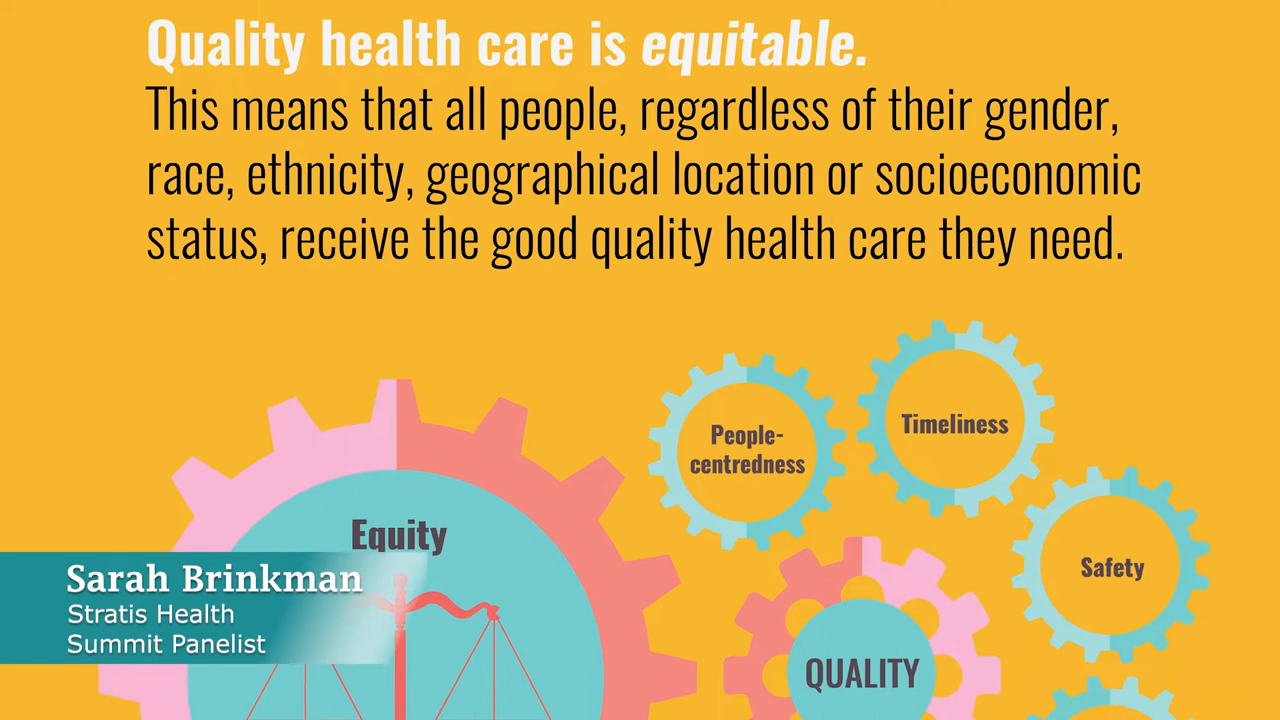 Quality health care is equitable.
This means that all people, regardless of their gender,
race, ethnicity, geographical location or socioeconomic
status, receive the good quality health care they need.
People-
centredness
Timeliness
Equity
Safety
QUALITY
Sarah Brinkman
Stratis Health
Summit Panelist